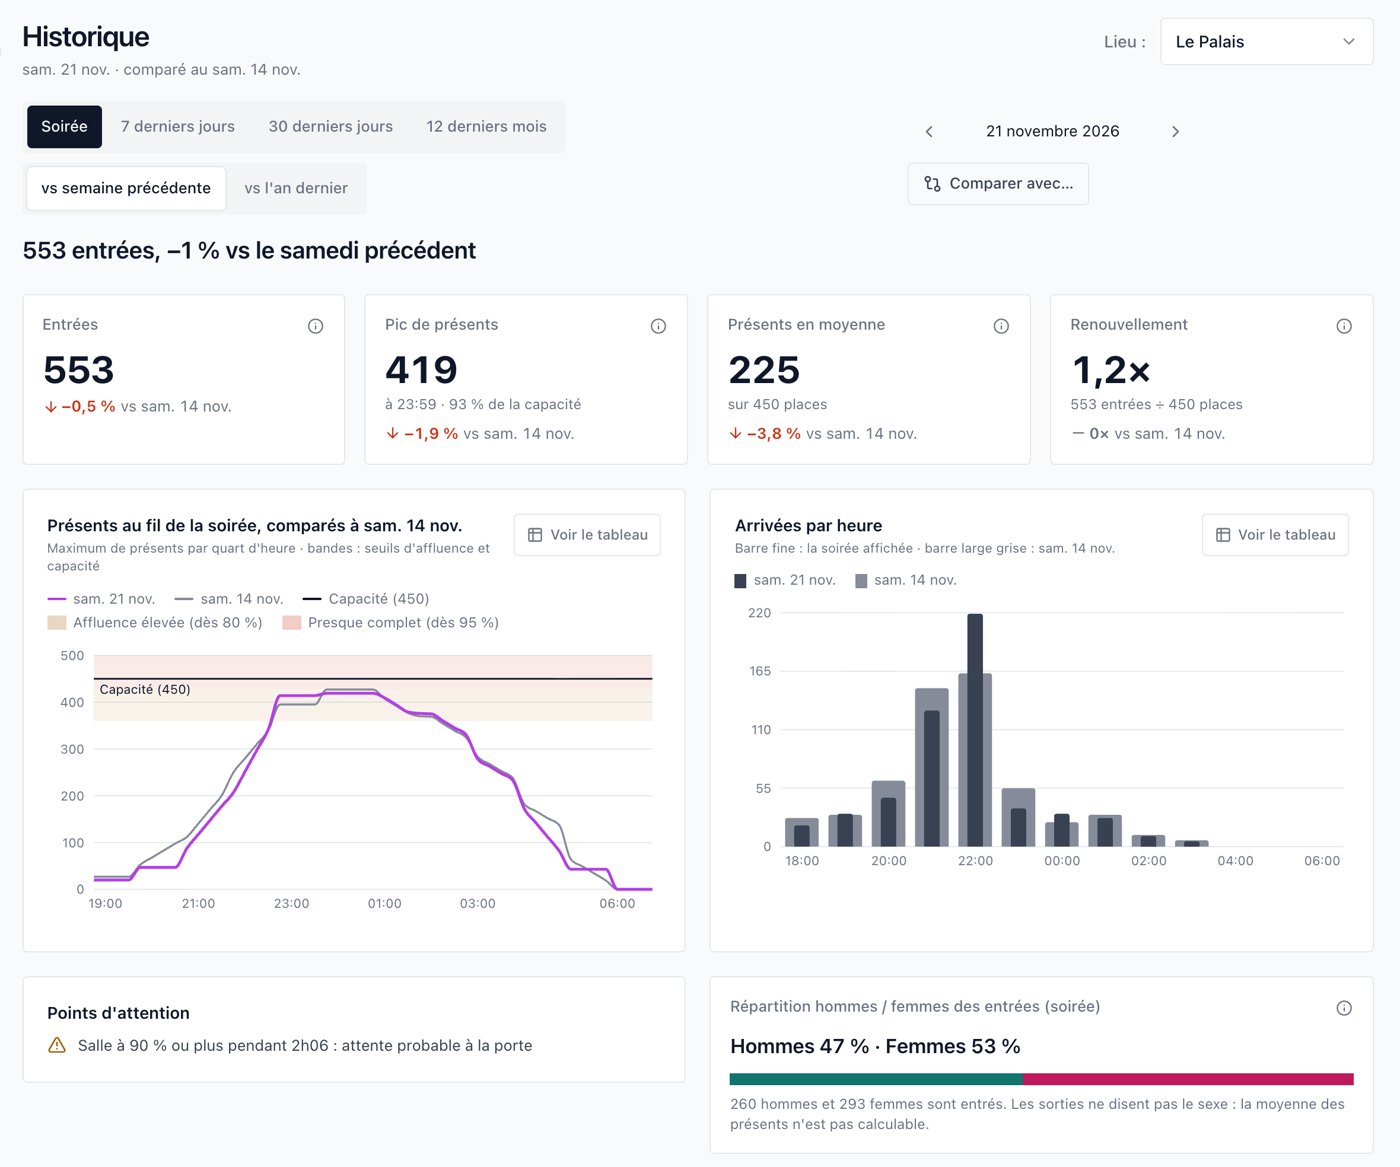 Historique
Lieu :
Le Palais
sam. 21 nov. · comparé au sam. 14 nov.
Soirée
7 derniers jours
30 derniers jours
12 derniers mois
21 novembre 2026
vs semaine précédente
vs l'an dernier
Comparer avec...
553 entrées, −1 % vs le samedi précédent
Entrées
553
−0,5 % vs sam. 14 nov.
Pic de présents
419
à 23:59 · 93 % de la capacité
−1,9 % vs sam. 14 nov.
Présents en moyenne
225
sur 450 places
−3,8 % vs sam. 14 nov.
Renouvellement
1,2×
553 entrées ÷ 450 places
0× vs sam. 14 nov.
Présents au fil de la soirée, comparés à sam. 14 nov.
Voir le tableau
Maximum de présents par quart d'heure · bandes : seuils d'affluence et
capacité
sam. 21 nov.
sam. 14 nov.
Capacité (450)
Affluence élevée (dès 80 %)
Presque complet (dès 95 %)
500
Capacité (450)
400
300
200
100
0
19:00
21:00
23:00
01:00
03:00
06:00
Arrivées par heure
Voir le tableau
Barre fine : la soirée affichée · barre large grise : sam. 14 nov.
sam. 21 nov.
sam. 14 nov.
220
165
110
55
0
18:00
20:00
22:00
00:00
02:00
04:00
06:00
Points d'attention
Salle à 90 % ou plus pendant 2h06 : attente probable à la porte
Répartition hommes / femmes des entrées (soirée)
Hommes 47 % · Femmes 53 %
260 hommes et 293 femmes sont entrés. Les sorties ne disent pas le sexe : la moyenne des
présents n'est pas calculable.